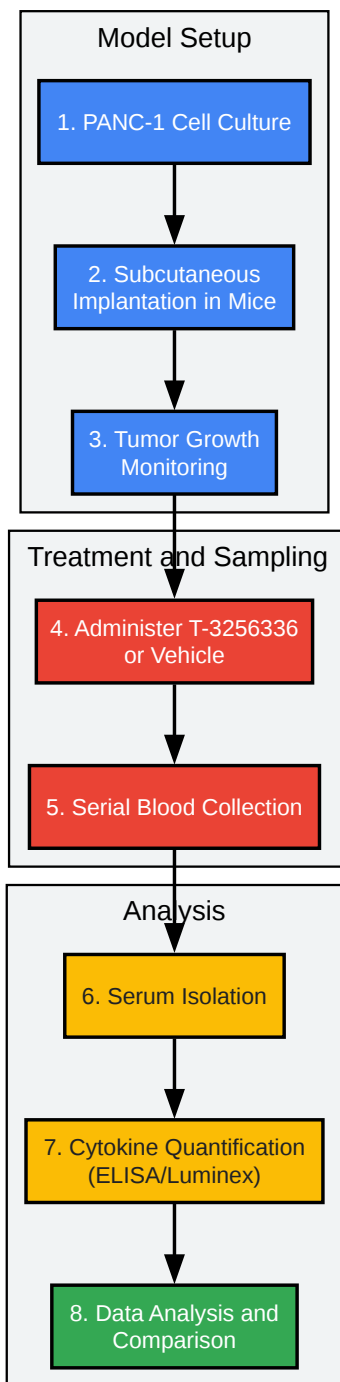 Model Setup
1. PANC-1 Cell Culture
2. Subcutaneous
Implantation in Mice
3. Tumor Growth
Monitoring
Treatment and Sampling
4. Administer T-3256336
or Vehicle
5. Serial Blood Collection
Analysis
6. Serum Isolation
7. Cytokine Quantification
(ELISA/Luminex)
8. Data Analysis and
Comparison